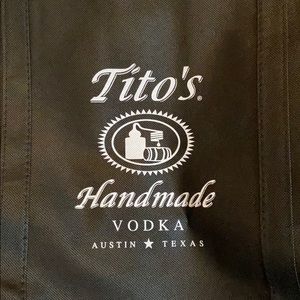 Tito's®
Handmade
VODKA
AUSTIN ★ TEXAS